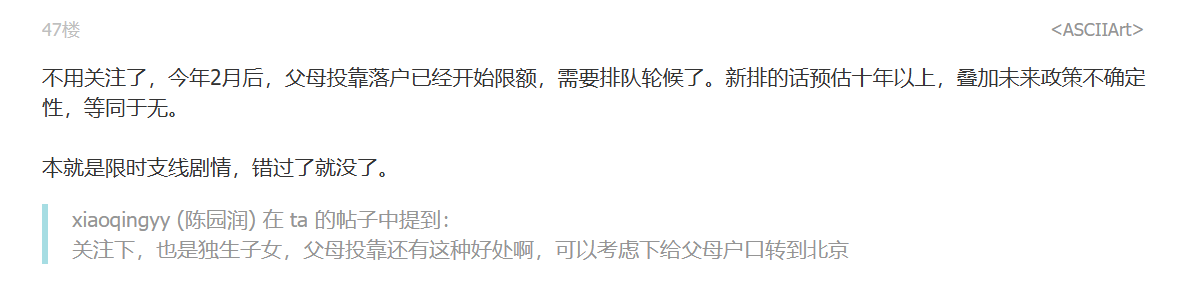 47楼
<ASCIIArt>
不用关注了，今年2月后，父母投靠落户已经开始限额，需要排队轮候了。新排的话预估十年以上，叠加未来政策不确定
性，等同于无。
本就是限时支线剧情，错过了就没了。
xiaoqingyy (陈园润) 在 ta 的帖子中提到：
关注下，也是独生子女，父母投靠还有这种好处啊，可以考虑下给父母户口转到北京